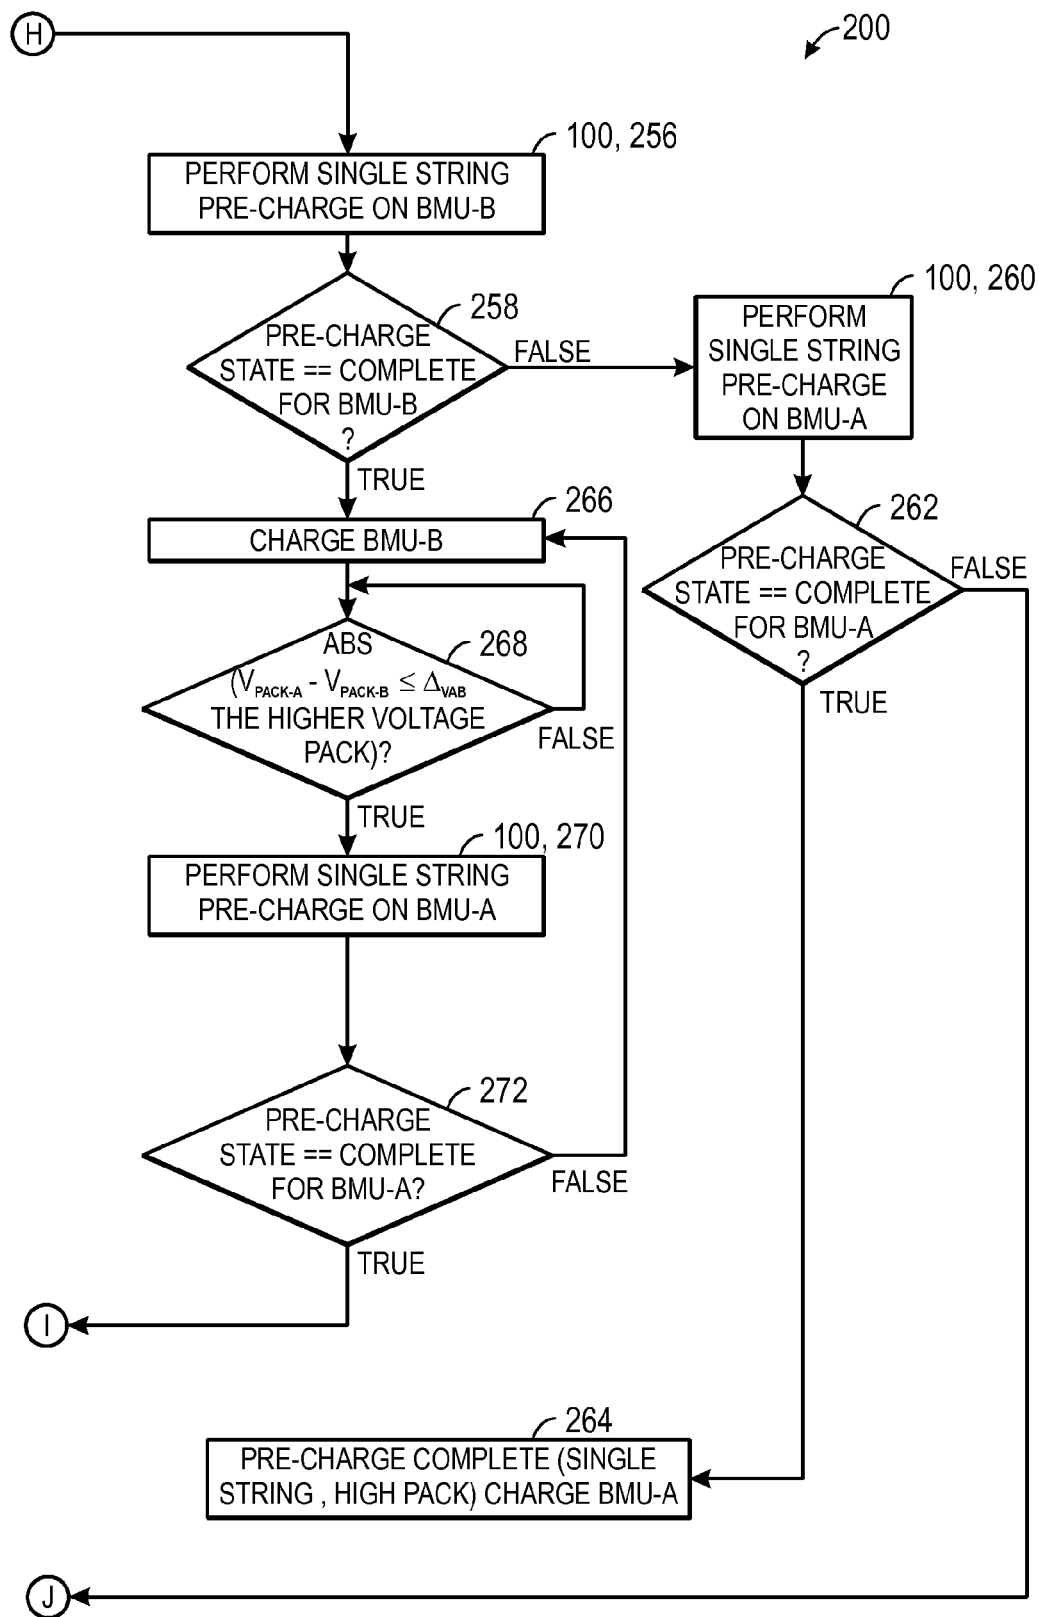 H
200
100, 256
PERFORM SINGLE STRING
PRE-CHARGE ON BMU-B
258
PRE-CHARGE
STATE == COMPLETE
FOR BMU-B
?
FALSE
TRUE
100, 260
PERFORM
SINGLE STRING
PRE-CHARGE
ON BMU-A
262
PRE-CHARGE
STATE == COMPLETE
FOR BMU-A
?
FALSE
TRUE
266
CHARGE BMU-B
268
ABS
(V PACK-A - V PACK-B ≤ Δ VAB
THE HIGHER VOLTAGE
PACK)?
FALSE
TRUE
100, 270
PERFORM SINGLE STRING
PRE-CHARGE ON BMU-A
272
PRE-CHARGE
STATE == COMPLETE
FOR BMU-A?
FALSE
TRUE
I
264
PRE-CHARGE COMPLETE (SINGLE
STRING , HIGH PACK) CHARGE BMU-A
J